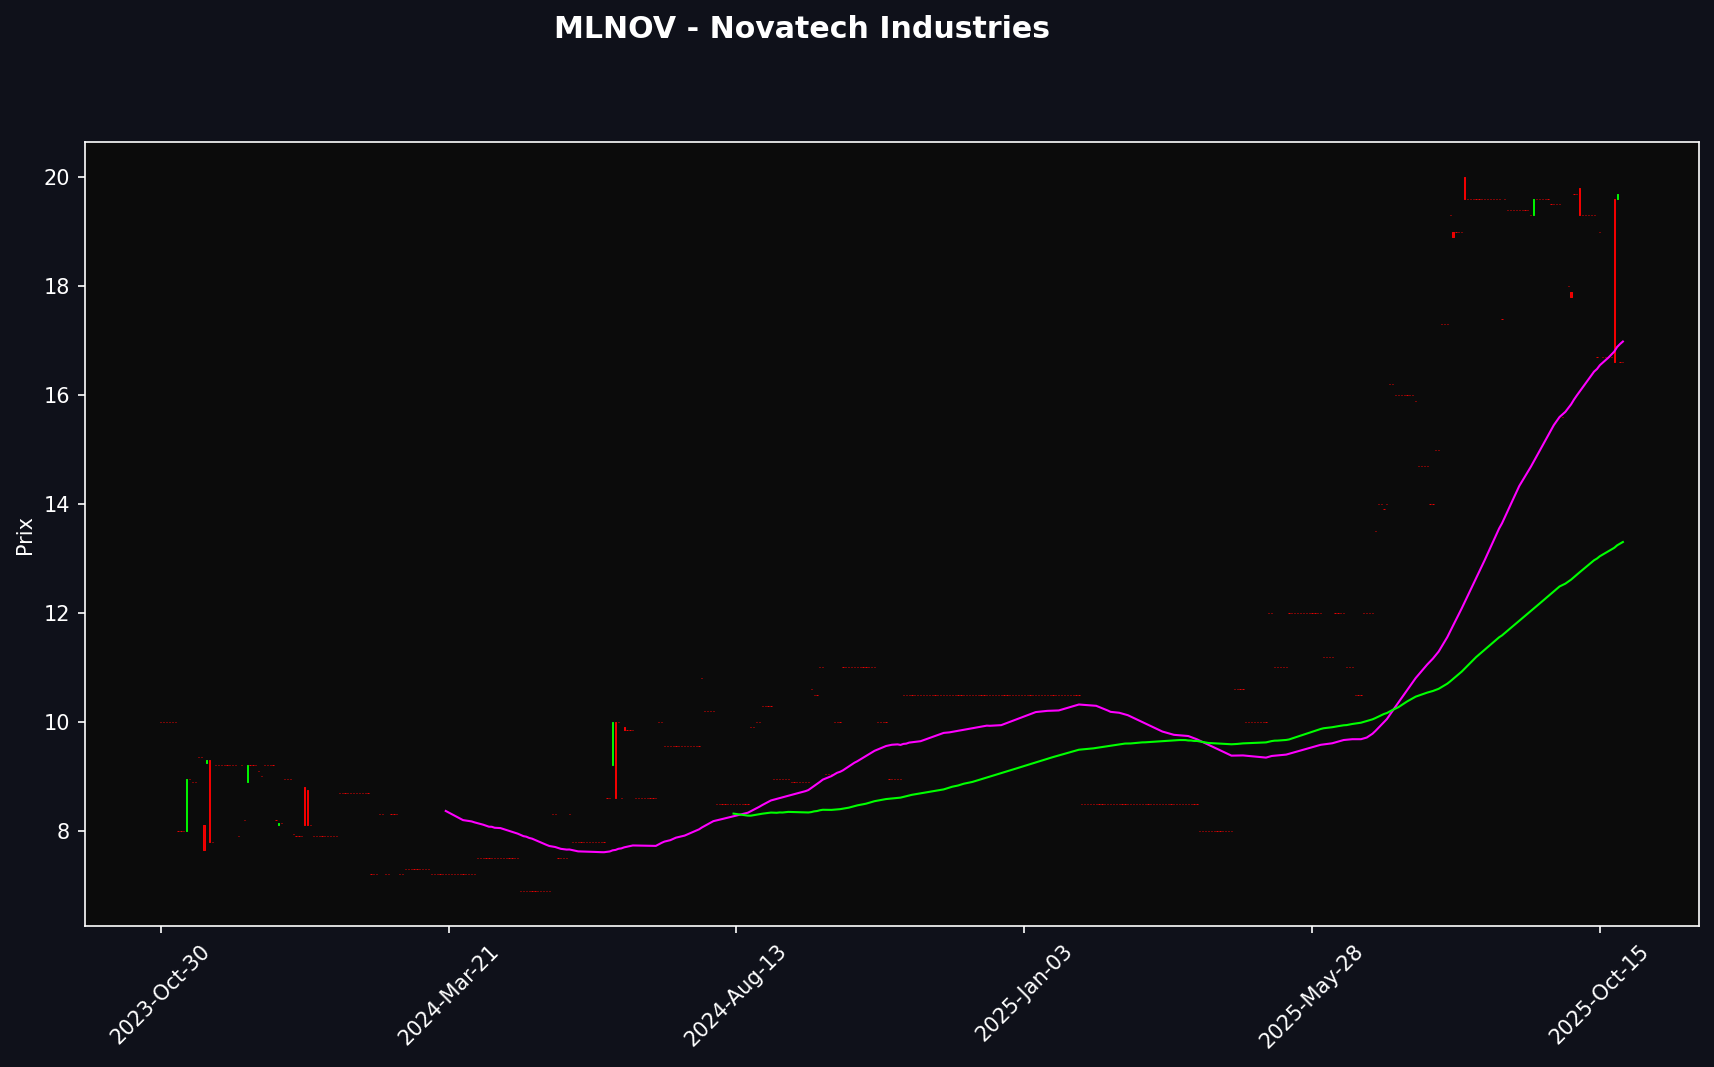 MLNOV - Novatech Industries
Prix
20
18
16
14
12
10
8
2023-Oct-30
2024-Mar-21
2024-Aug-13
2025-Jan-03
2025-May-28
2025-Oct-15